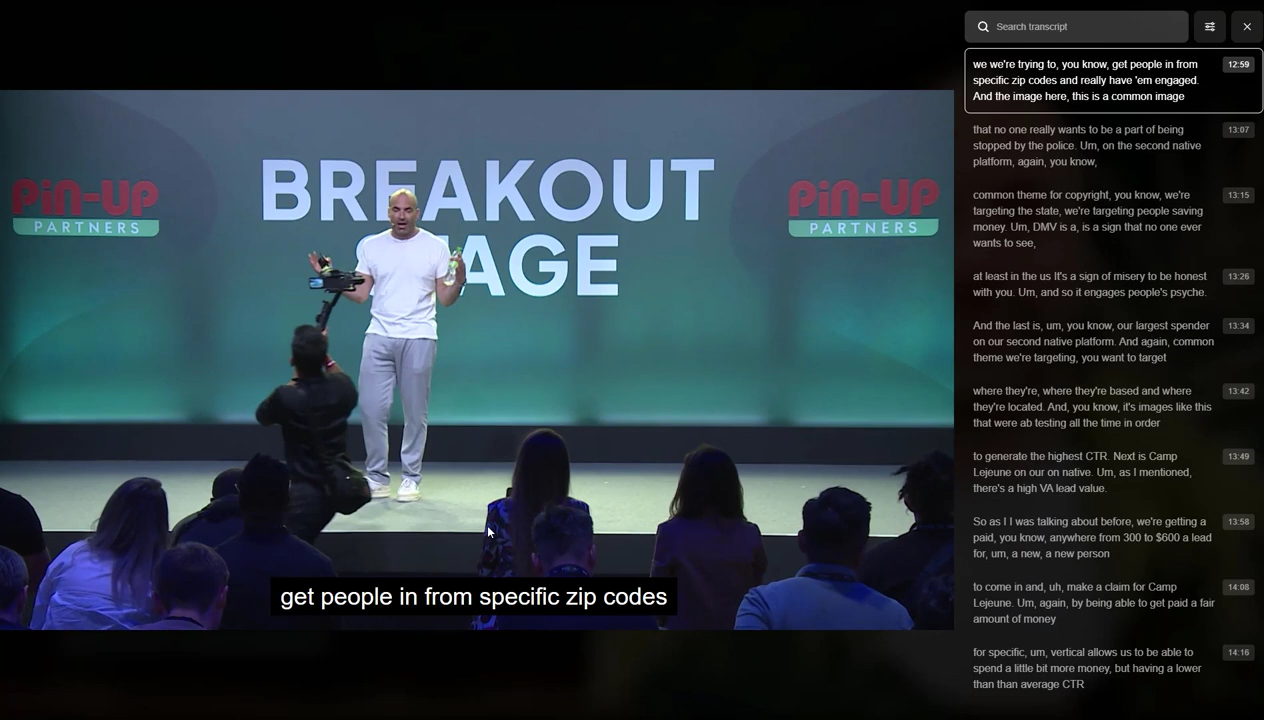 Search transcript
we we're trying to, you know, get people in from
specific zip codes and really have 'em engaged.
And the image here, this is a common image
12:59
that no one really wants to be a part of being
stopped by the police. Um, on the second native
platform, again, you know,
13:07
common theme for copyright, you know, we're
targeting the state, we're targeting people saving
money. Um, DMV is a, is a sign that no one ever
wants to see,
13:15
at least in the us It's a sign of misery to be honest
with you. Um, and so it engages people's psyche.
13:26
And the last is, um, you know, our largest spender
on our second native platform. And again, common
theme we're targeting, you want to target
13:34
where they're, where they're based and where
they're located. And, you know, it's images like this
that were ab testing all the time in order
13:42
to generate the highest CTR. Next is Camp
Lejeune on our on native. Um, as I mentioned,
there's a high VA lead value.
13:49
So as I I was talking about before, we're getting a
paid, you know, anywhere from 300 to $600 a lead
for, um, a new, a new person
13:58
to come in and, uh, make a claim for Camp
Lejeune. Um, again, by being able to get paid a fair
amount of money
14:08
for specific, um, vertical allows us to be able to
spend a little bit more money, but having a lower
than than average CTR
14:16
PiN-UP
PARTNERS
BREAKOUT
STAGE
PiN-UP
PARTNERS
get people in from specific zip codes